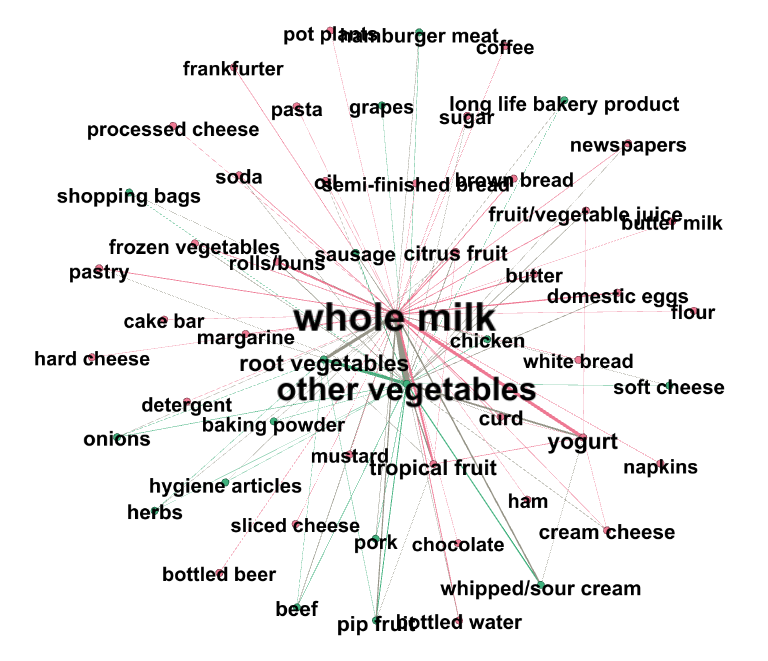 pot plants
hamburger meat
coffee
frankfurter
pasta
grapes
long life bakery product
sugar
processed cheese
newspapers
soda
oil
semi-finished bread
brown bread
shopping bags
fruit/vegetable juice
butter milk
frozen vegetables
rolls/buns
sausage
citrus fruit
pastry
butter
domestic eggs
flour
whole milk
cake bar
margarine
chicken
hard cheese
root vegetables
white bread
other vegetables
soft cheese
detergent
baking powder
curd
onions
yogurt
mustard
tropical fruit
napkins
hygiene articles
herbs
ham
sliced cheese
pork
chocolate
cream cheese
bottled beer
whipped/sour cream
beef
pip fruit
bottled water